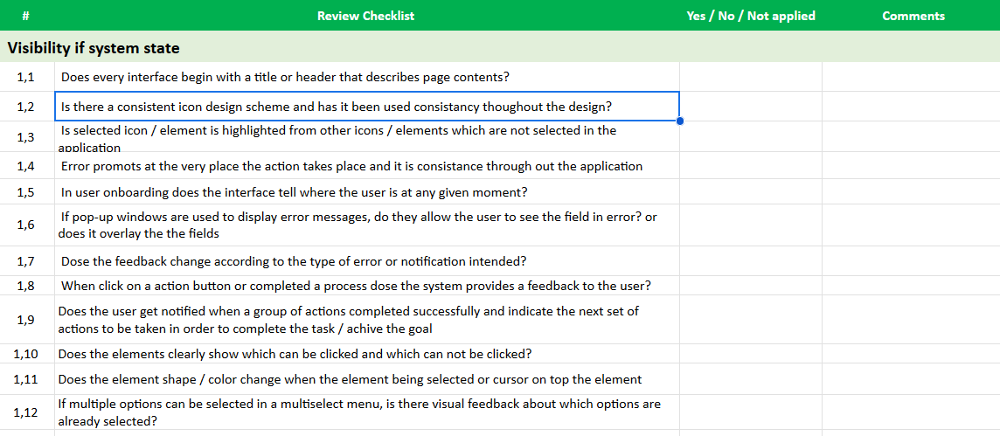 # Review Checklist Yes / No / Not applied Comments
Visibility if system state
1,1 Does every interface begin with a title or header that describes page contents?
1,2 Is there a consistent icon design scheme and has it been used consistancy thoughout the design?
1,3 Is selected icon / element is highlighted from other icons / elements which are not selected in the
application
1,4 Error promots at the very place the action takes place and it is consistance through out the application
1,5 In user onboarding does the interface tell where the user is at any given moment?
1,6 If pop-up windows are used to display error messages, do they allow the user to see the field in error? or
does it overlay the the fields
1,7 Dose the feedback change according to the type of error or notification intended?
1,8 When click on a action button or completed a process dose the system provides a feedback to the user?
1,9 Does the user get notified when a group of actions completed successfully and indicate the next set of
actions to be taken in order to complete the task / achive the goal
1,10 Does the elements clearly show which can be clicked and which can not be clicked?
1,11 Does the element shape / color change when the element being selected or cursor on top the element
1,12 If multiple options can be selected in a multiselect menu, is there visual feedback about which options are
already selected?